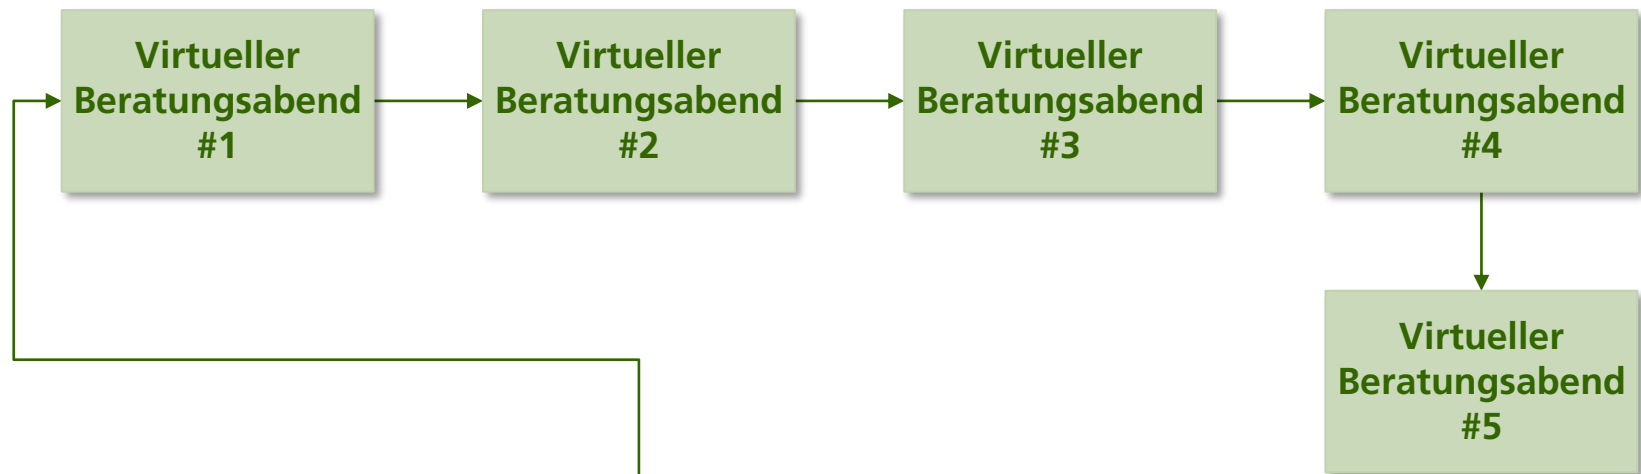 Virtueller
Beratungsabend
#1
Virtueller
Beratungsabend
#2
Virtueller
Beratungsabend
#3
Virtueller
Beratungsabend
#4
Virtueller
Beratungsabend
#5